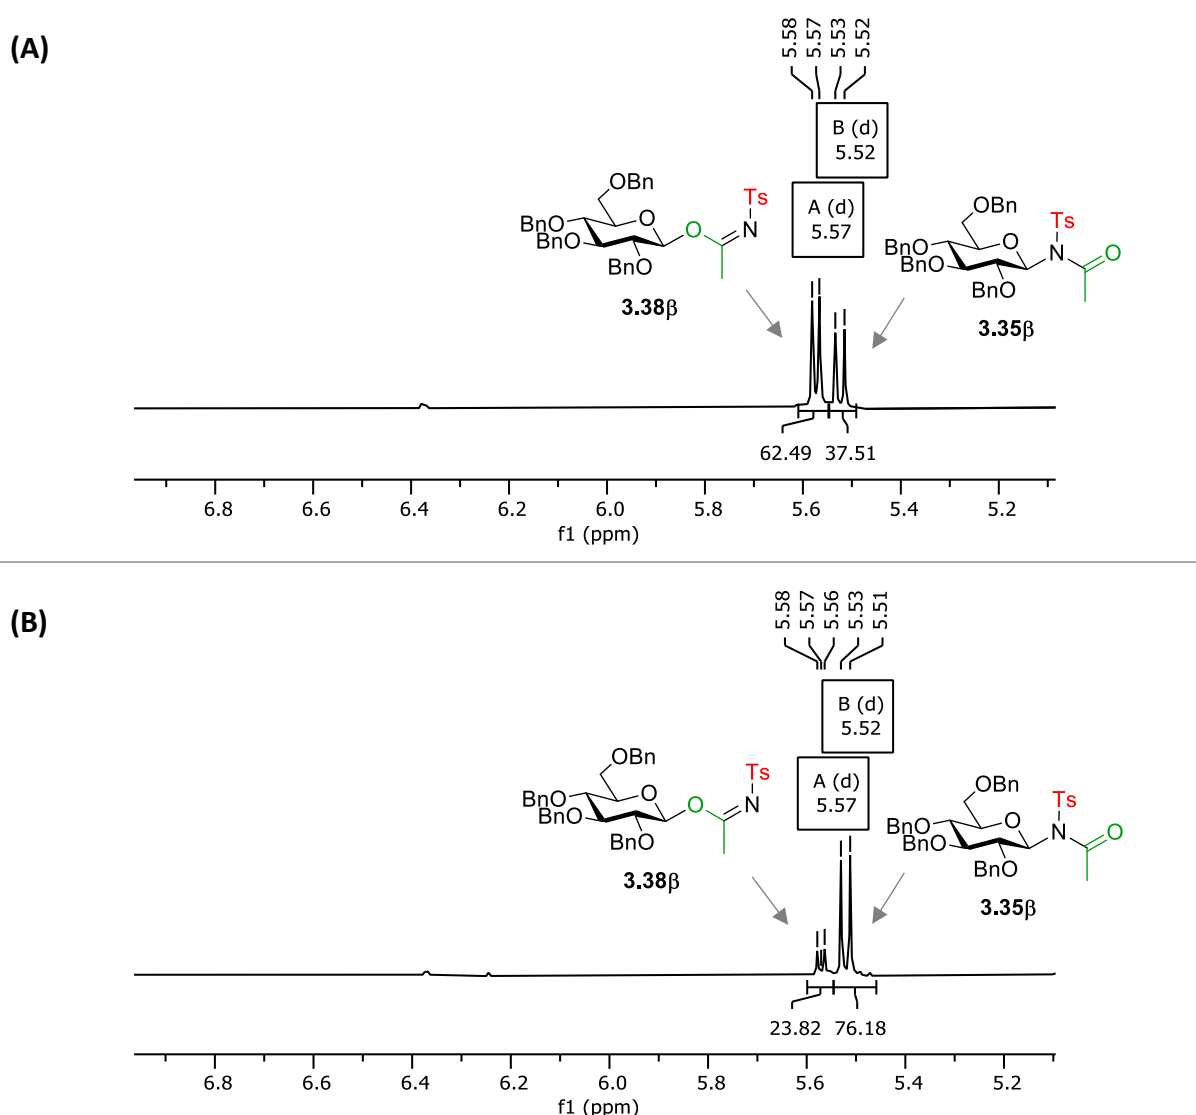 (A)
5.58
5.57
5.53
5.52
B (d)
5.52
A (d)
5.57
OBn
BnO
BnO
BnO
O
O
N
Ts
3.38β
OBn
BnO
BnO
BnO
O
Ts
N
O
3.35β
62.49 37.51
6.8 6.6 6.4 6.2 6.0 5.8 5.6 5.4 5.2
f1 (ppm)
(B)
5.58
5.57
5.56
5.53
5.51
B (d)
5.52
A (d)
5.57
OBn
BnO
BnO
BnO
O
O
N
Ts
3.38β
OBn
BnO
BnO
BnO
O
Ts
N
O
3.35β
23.82 76.18
6.8 6.6 6.4 6.2 6.0 5.8 5.6 5.4 5.2
f1 (ppm)